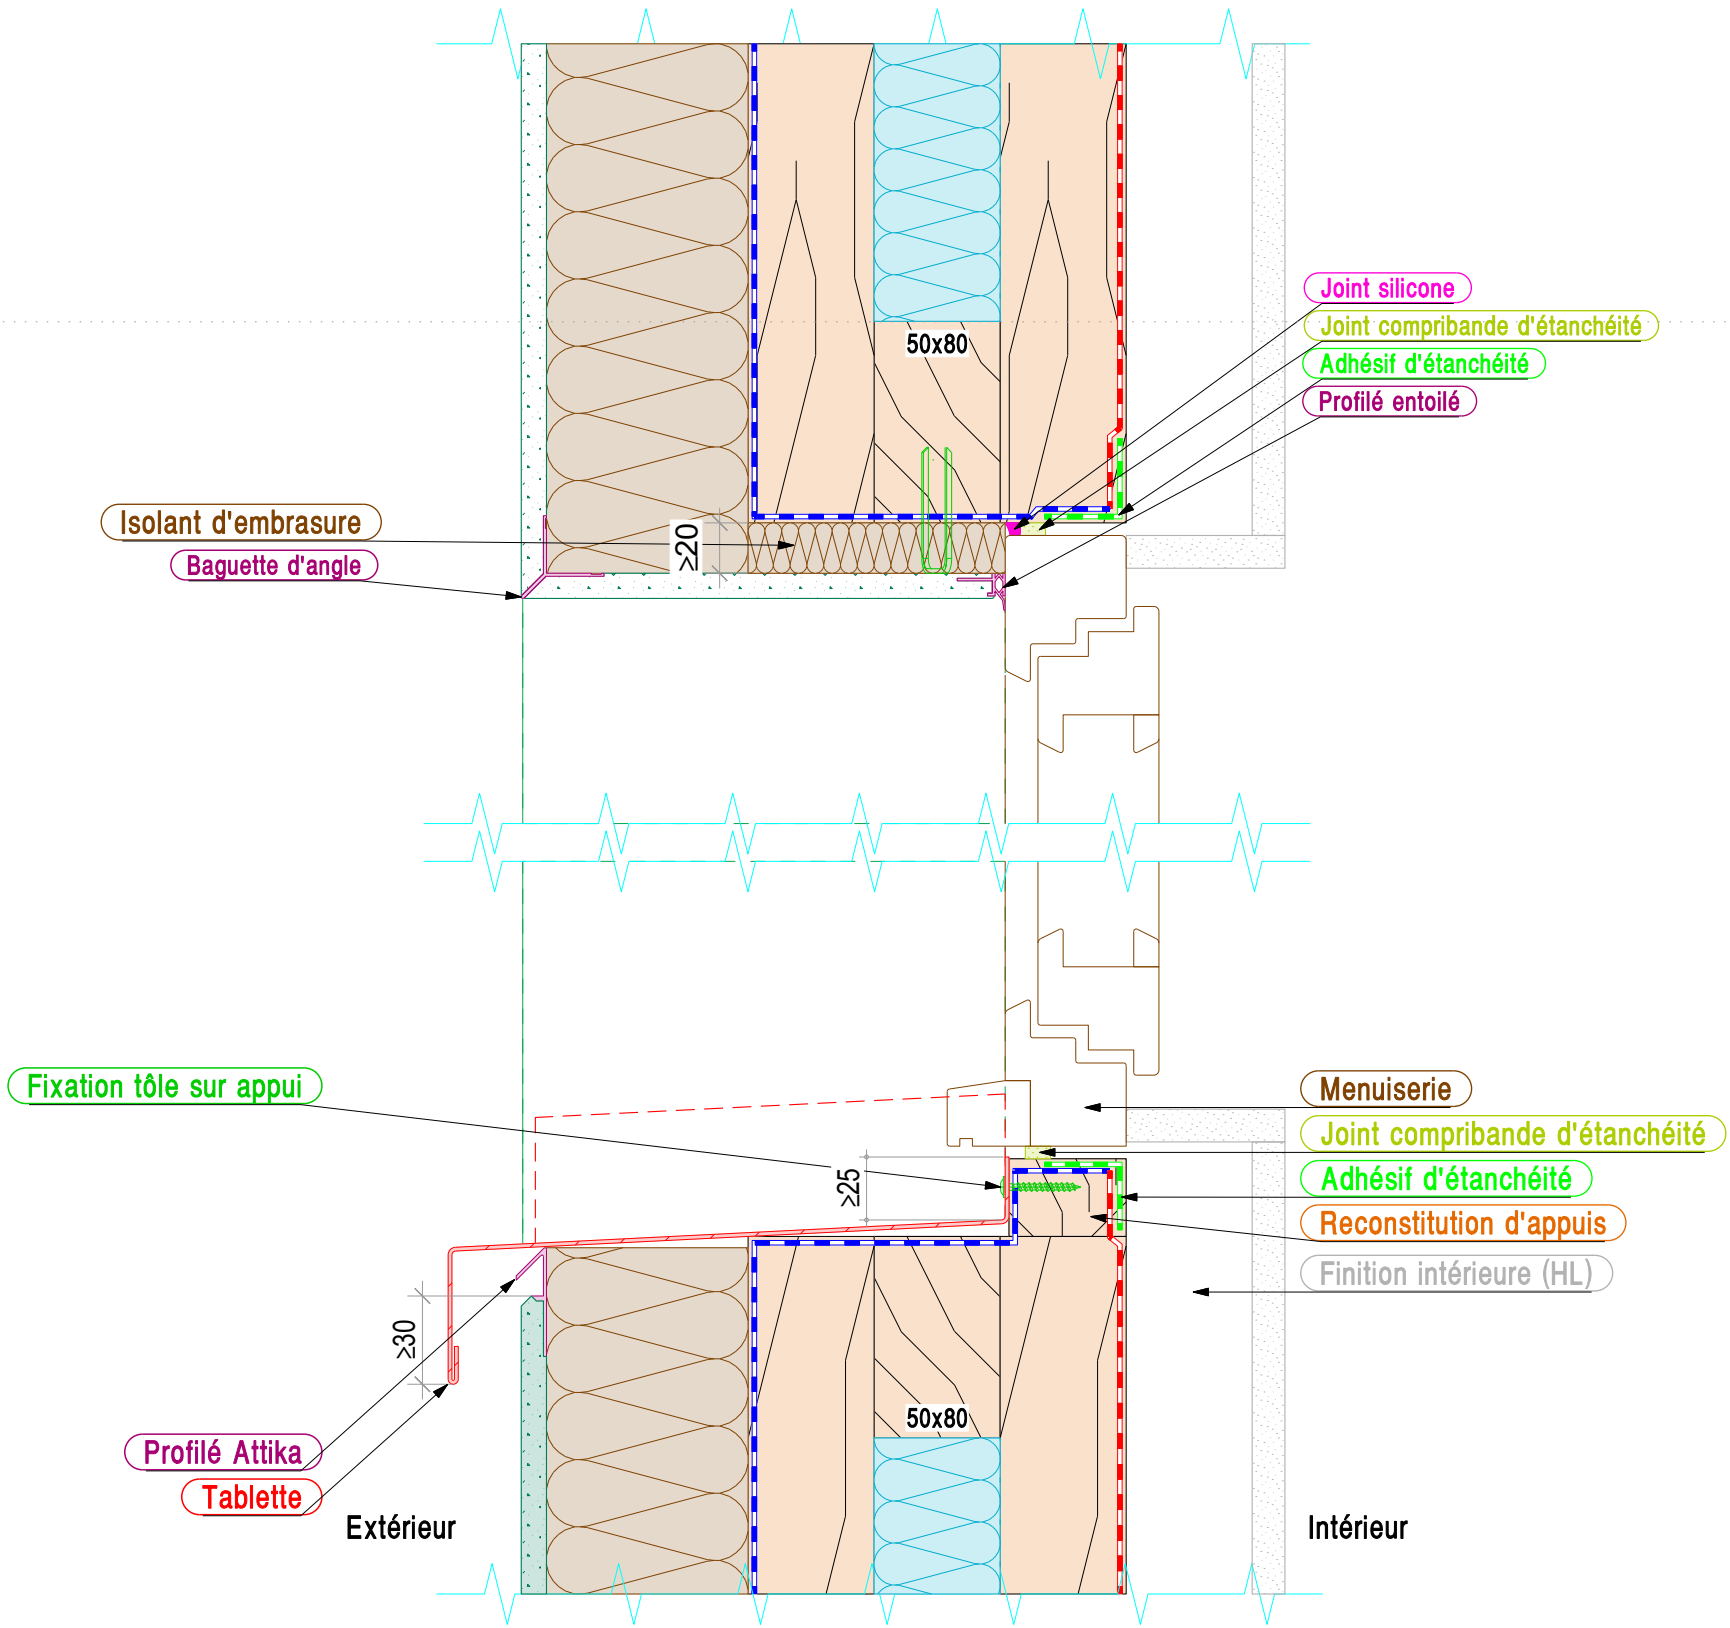 Joint silicone
Joint compribande d'étanchéité
50x80
Adhésif d'étanchéité
Profilé entoilé
Isolant d'embrasure
≥20
Baguette d'angle
Fixation tôle sur appui
Menuiserie
Joint compribande d'étanchéité
≥25
Adhésif d'étanchéité
Reconstitution d'appuis
Finition intérieure (HL)
≥30
50x80
Profilé Attika
Tablette
Extérieur
Intérieur